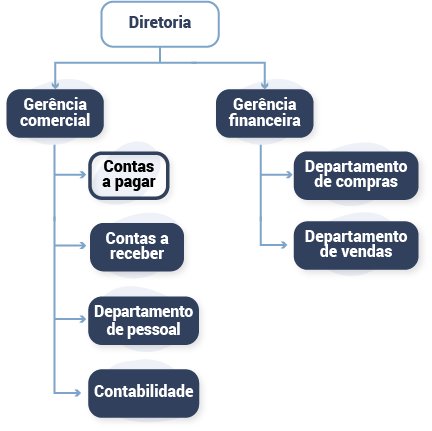 Diretoria
Gerência
comercial
Gerência
financeira
Contas
a pagar
Departamento
de compras
Contas a
receber
Departamento
de vendas
Departamento
de pessoal
Contabilidade